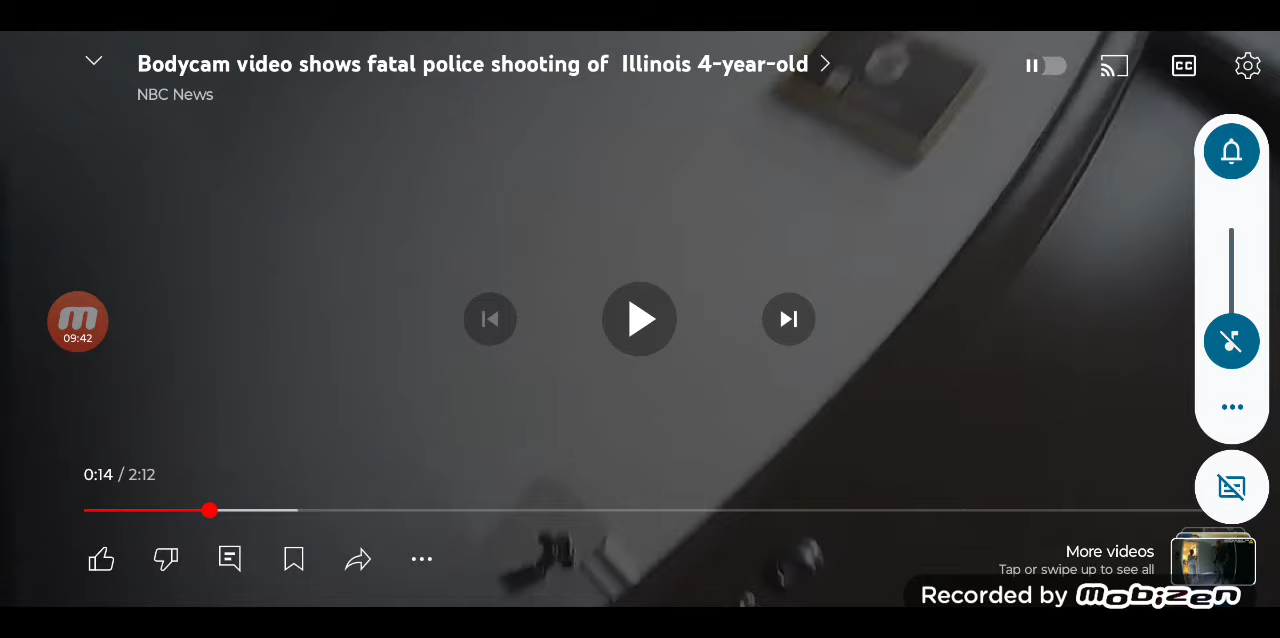 Bodycam video shows fatal police shooting of Illinois 4-year-old
NBC News
CC
m
09:42
0:14 / 2:12
More videos
Tap or swipe up to see all
Recorded by mobizen